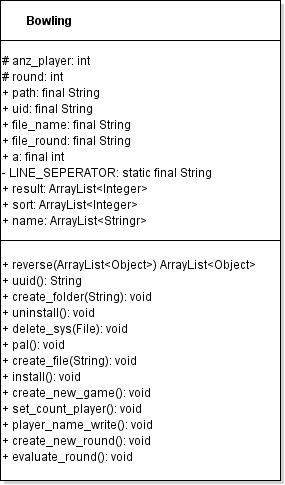 Bowling
# anz_player: int
# round: int
+ path: final String
+ uid: final String
+ file_name: final String
+ file_round: final String
+ a: final int
- LINE_SEPERATOR: static final String
+ result: ArrayList<Integer>
+ sort: ArrayList<Integer>
+ name: ArrayList<Stringr>
+ reverse(ArrayList<Object>) ArrayList<Object>
+ uuid(): String
+ create_folder(String): void
+ uninstall(): void
+ delete_sys(File): void
+ pal(): void
+ create_file(String): void
+ install(): void
+ create_new_game(): void
+ set_count_player(): void
+ player_name_write(): void
+ create_new_round(): void
+ evaluate_round(): void